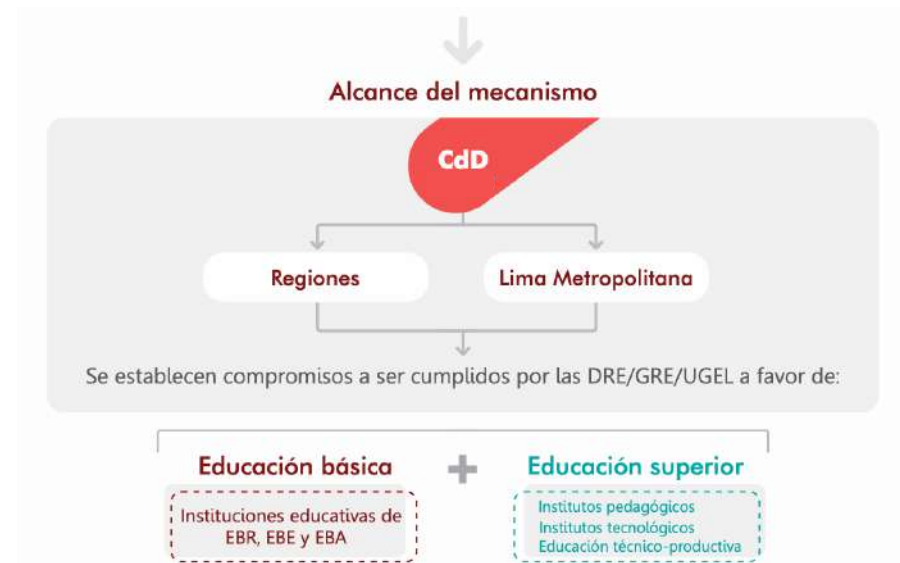 Alcance del mecanismo
CdD
Regiones
Lima Metropolitana
Se establecen compromisos a ser cumplidos por las DRE/GRE/UGEL a favor de:
Educación básica
+
Educación superior
Instituciones educativas de
EBR, EBE y EBA
Institutos pedagógicos
Institutos tecnológicos
Educación técnico-productiva